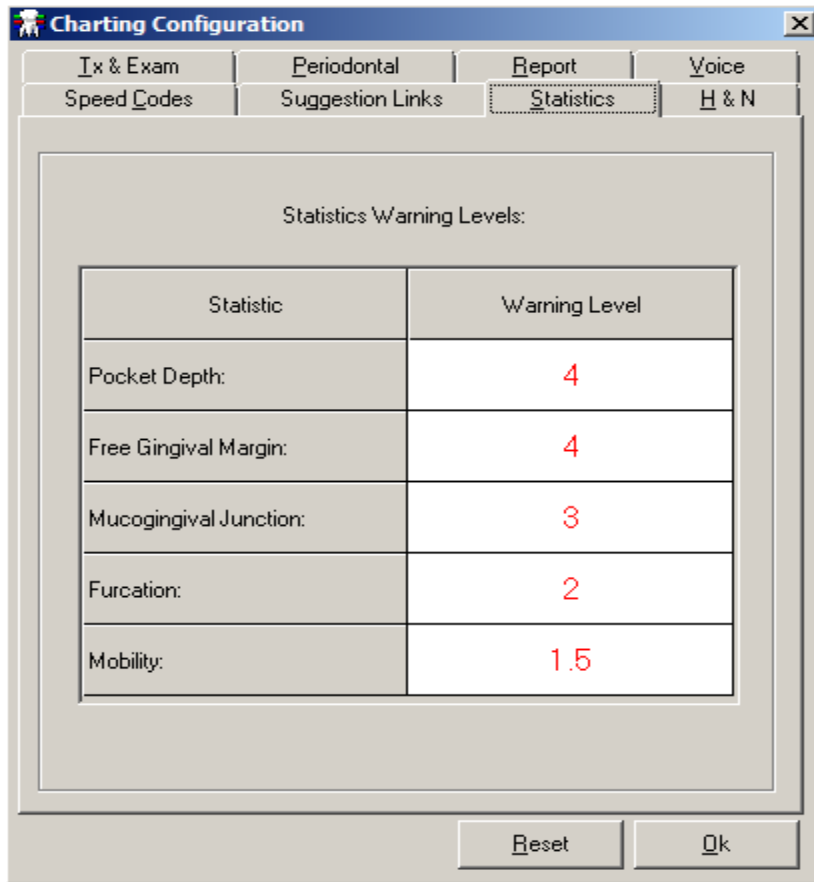 Charting Configuration
Tx & Exam Periodontal Report Voice
Speed Codes Suggestion Links Statistics H & N
Statistics Warning Levels:
Statistic Warning Level
Pocket Depth: 4
Free Gingival Margin: 4
Mucogingival Junction: 3
Furcation: 2
Mobility: 1.5
Reset Ok